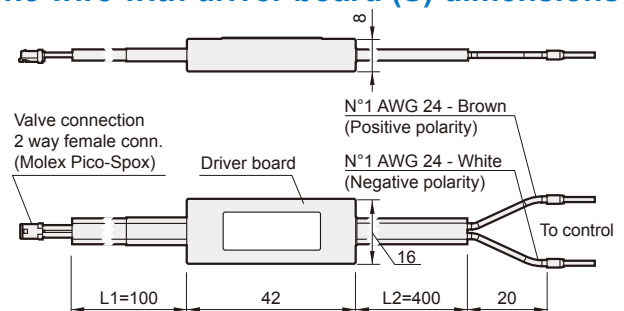 8
N°1 AWG 24 - Brown
(Positive polarity)
Valve connection
2 way female conn.
(Molex Pico-Spox)
Driver board
N°1 AWG 24 - White
(Negative polarity)
To control
16
L1=100
42
L2=400
20